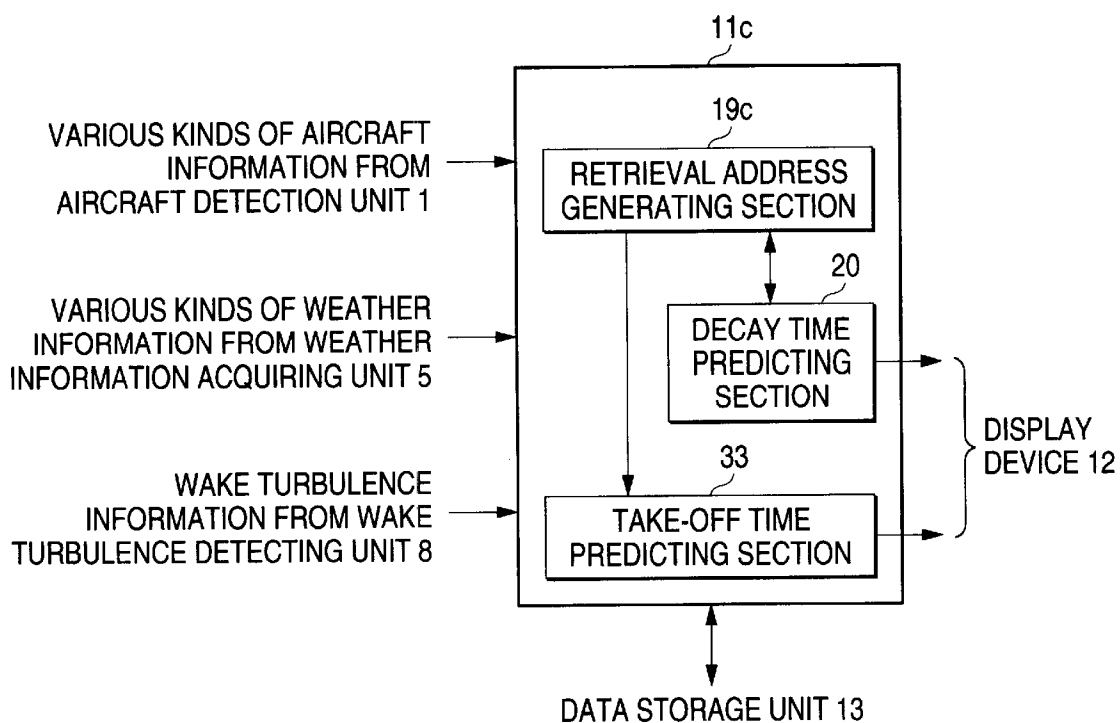 11c
VARIOUS KINDS OF AIRCRAFT
INFORMATION FROM
AIRCRAFT DETECTION UNIT 1
19c
RETRIEVAL ADDRESS
GENERATING SECTION
VARIOUS KINDS OF WEATHER
INFORMATION FROM WEATHER
INFORMATION ACQUIRING UNIT 5
20
DECAY TIME
PREDICTING
SECTION
DISPLAY
DEVICE 12
WAKE TURBULENCE
INFORMATION FROM WAKE
TURBULENCE DETECTING UNIT 8
33
TAKE-OFF TIME
PREDICTING SECTION
DATA STORAGE UNIT 13